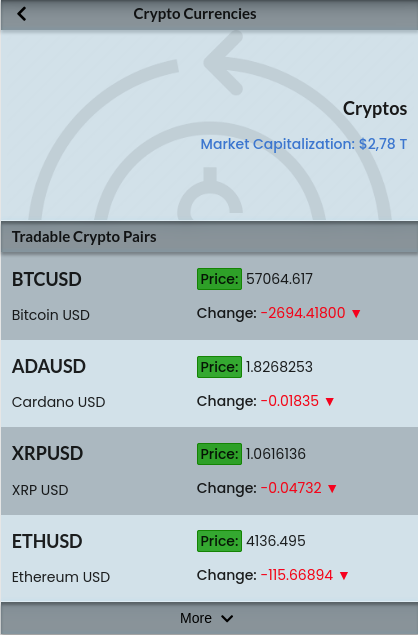 Crypto Currencies
Cryptos
Market Capitalization: $2,78 T
Tradable Crypto Pairs
BTCUSD Price: 57064.617
Bitcoin USD Change: -2694.41800 ▼
ADAUSD Price: 1.8268253
Cardano USD Change: -0.01835 ▼
XRPUSD Price: 1.0616136
XRP USD Change: -0.04732 ▼
ETHUSD Price: 4136.495
Ethereum USD Change: -115.66894 ▼
More